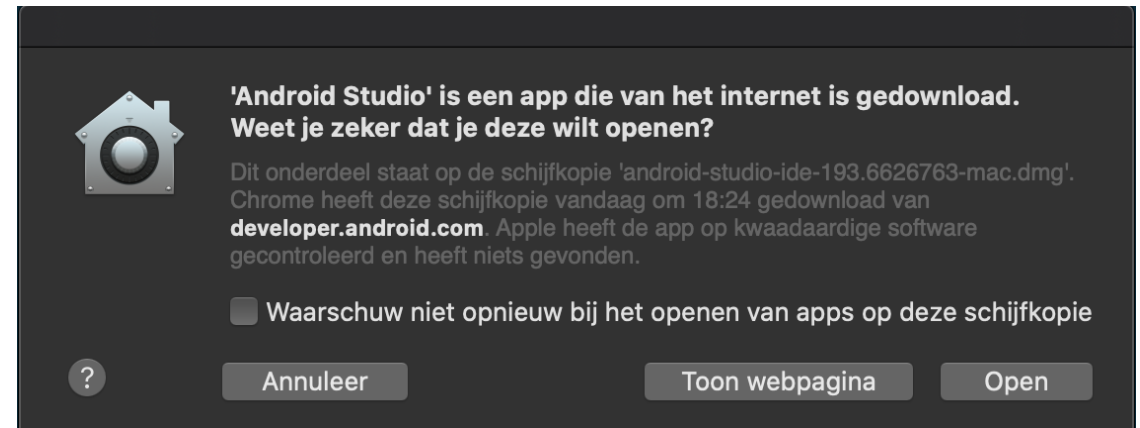 'Android Studio' is een app die van het internet is gedownload.
Weet je zeker dat je deze wilt openen?
Dit onderdeel staat op de schijfkopie 'android-studio-ide-193.6626763-mac.dmg'.
Chrome heeft deze schijfkopie vandaag om 18:24 gedownload van
developer.android.com. Apple heeft de app op kwaadaardige software
gecontroleerd en heeft niets gevonden.
Waarschuw niet opnieuw bij het openen van apps op deze schijfkopie
? Annuleer Toon webpagina Open